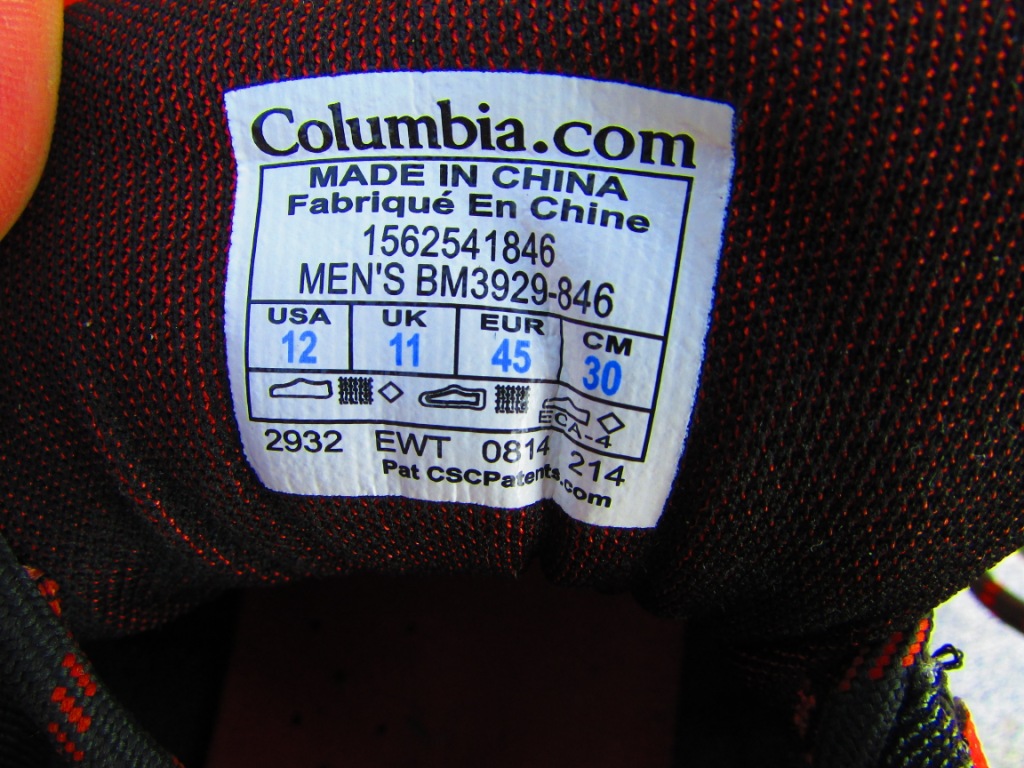 Columbia.com
MADE IN CHINA
Fabriqué En Chine
1562541846
MEN'S BM3929-846
USA UK EUR CM
12 11 45 30
ECA-4
2932 EWT 0814 214
Pat CSCPatents.com